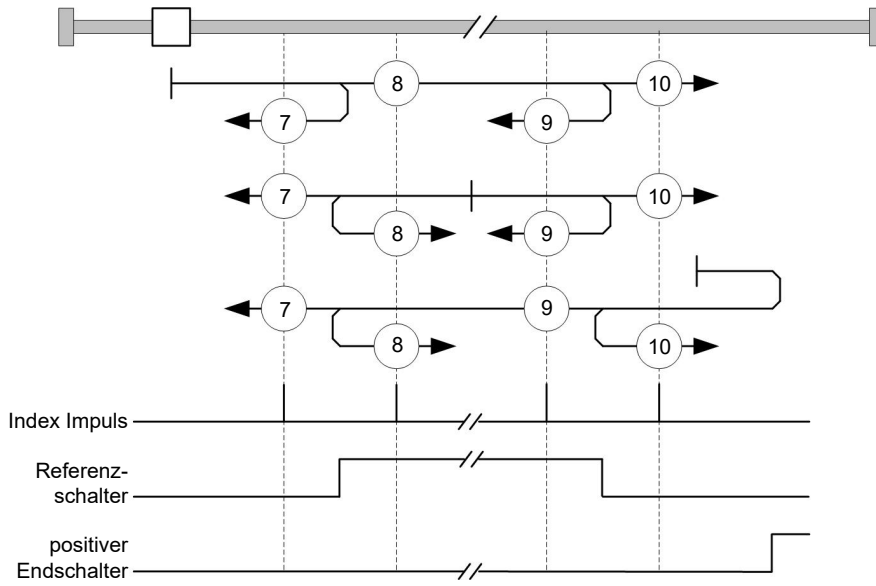 8
10
7
9
7
10
8
9
7
9
8
10
Index Impuls
Referenz-
schalter
positiver
Endschalter